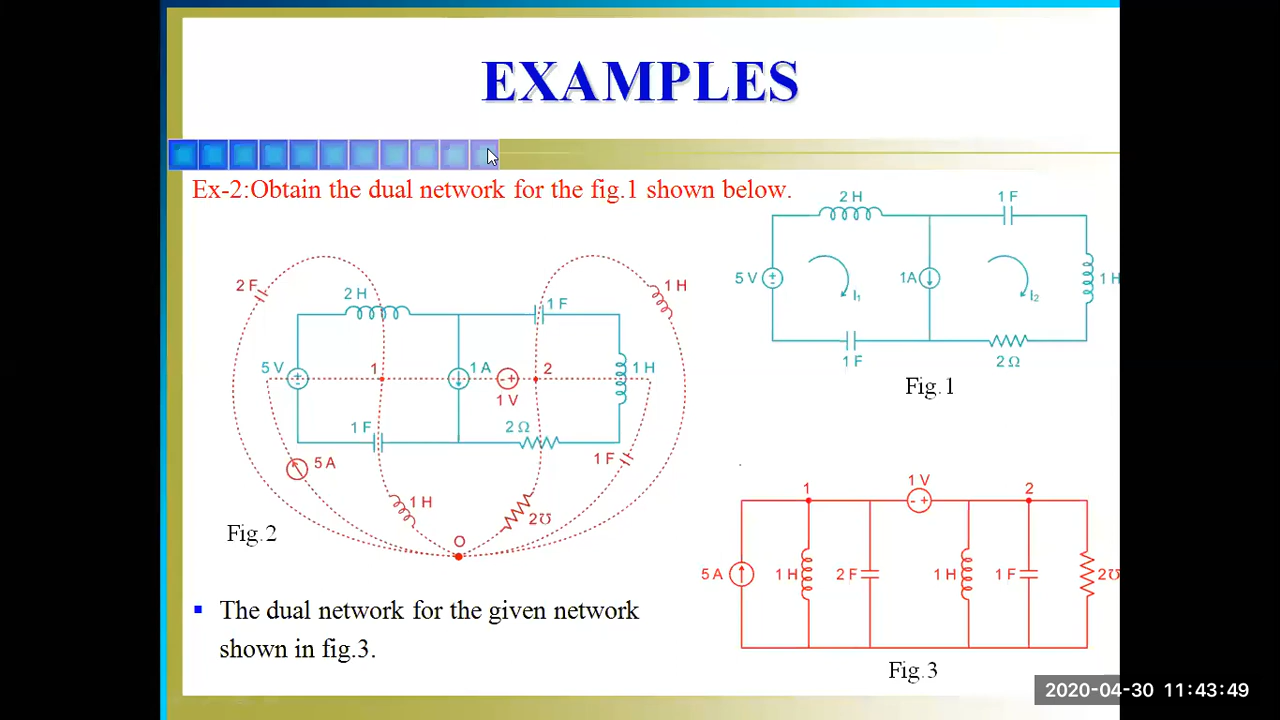 EXAMPLES
Ex-2:Obtain the dual network for the fig.1 shown below.
2 H
1 F
5 V
I₁
1A
I₂
1 H
1 F
2 Ω
Fig.1
2 F
2 H
1 F
1 H
5 V
1
1 A
1 V
2
1 H
1 F
2 Ω
1 F
5 A
1 H
2℧
O
Fig.2
1
1 V
2
5 A
1 H
2 F
1 H
1 F
2℧
Fig.3
▪ The dual network for the given network
shown in fig.3.
2020-04-30 11:43:49